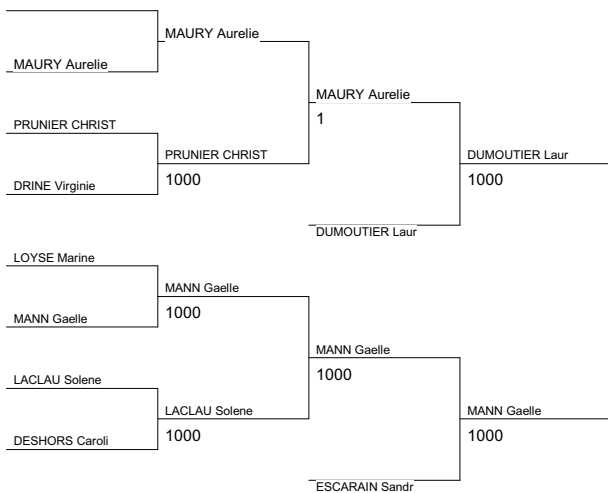 MAURY Aurelie
MAURY Aurelie
MAURY Aurelie
1
PRUNIER CHRIST
PRUNIER CHRIST
1000
DUMOUTIER Laur
1000
DRINE Virginie
DUMOUTIER Laur
LOYSE Marine
MANN Gaelle
1000
MANN Gaelle
MANN Gaelle
1000
LACLAU Solene
LACLAU Solene
1000
MANN Gaelle
1000
DESHORS Caroli
ESCARAIN Sandr